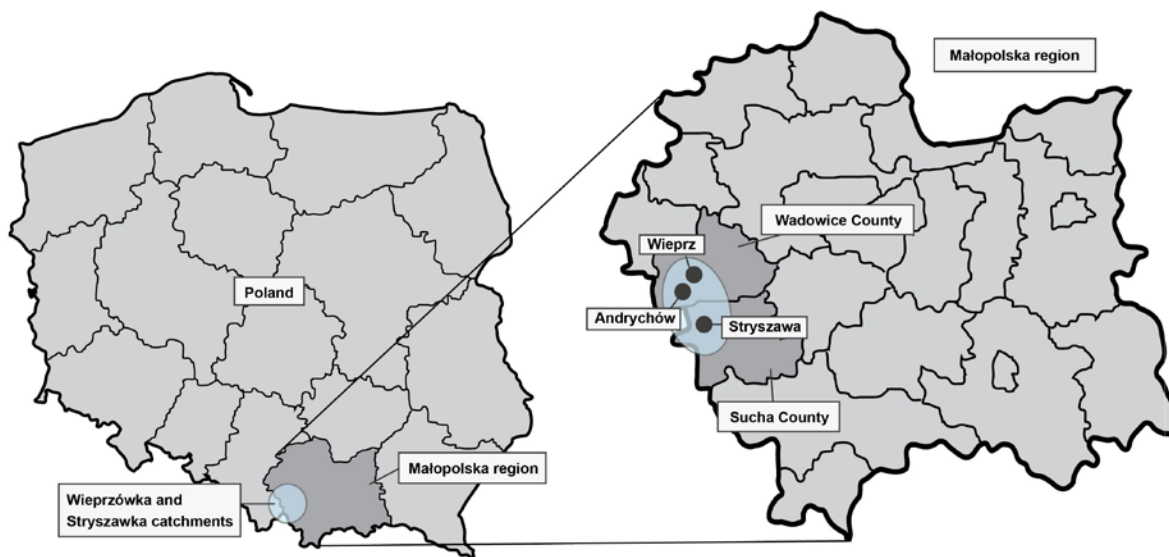 Poland
Małopolska region
Wieprzówka and
Stryszawka catchments
Małopolska region
Wadowice County
Wieprz
Andrychów
Stryszawa
Sucha County